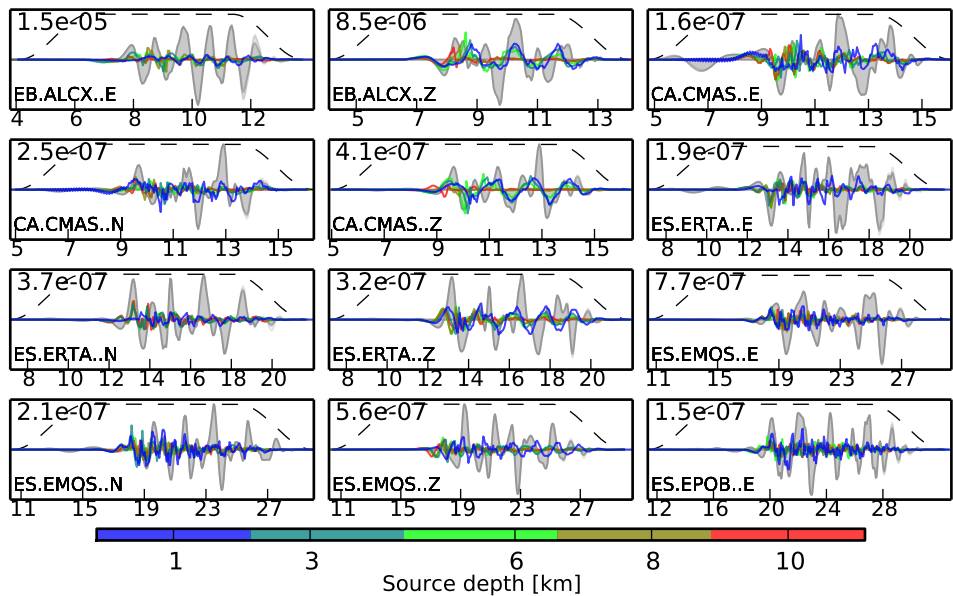 1.5e-05
EB.ALCX..E
4 6 8 10 12
8.5e-06
EB.ALCX..Z
5 7 9 11 13
1.6e-07
CA.CMAS..E
5 7 9 11 13 15
2.5e-07
CA.CMAS..N
5 7 9 11 13 15
4.1e-07
CA.CMAS..Z
5 7 9 11 13 15
1.9e-07
ES.ERTA..E
8 10 12 14 16 18 20
3.7e-07
ES.ERTA..N
8 10 12 14 16 18 20
3.2e-07
ES.ERTA..Z
8 10 12 14 16 18 20
7.7e-07
ES.EMOS..E
11 15 19 23 27
2.1e-07
ES.EMOS..N
11 15 19 23 27
5.6e-07
ES.EMOS..Z
11 15 19 23 27
1.5e-07
ES.EPOB..E
12 16 20 24 28
1 3 6 8 10
Source depth [km]